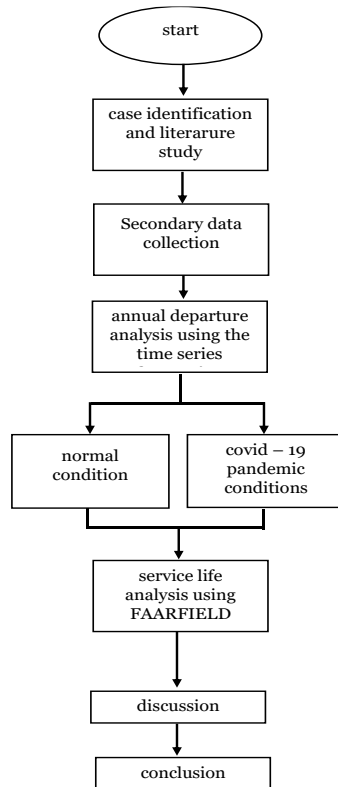 start
case identification
and literarure
study
Secondary data
collection
annual departure
analysis using the
time series
normal
condition
covid – 19
pandemic
conditions
service life
analysis using
FAARFIELD
discussion
conclusion